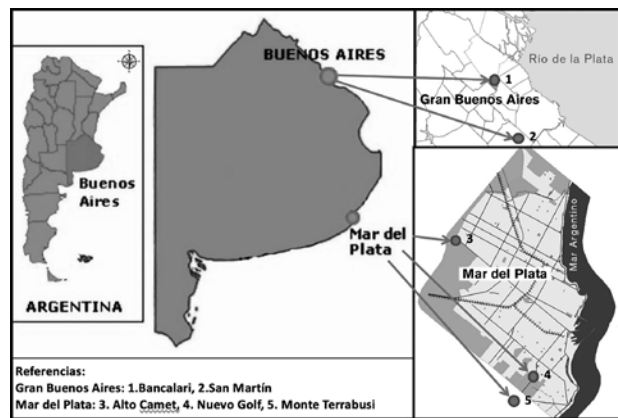 Buenos
Aires
ARGENTINA
BUENOS AIRES
Mar del
Plata
Río de la Plata
1
Gran Buenos Aires
2
3
Mar Argentino
Mar del Plata
4
5
Referencias:
Gran Buenos Aires: 1.Bancalari, 2.San Martín
Mar del Plata: 3. Alto Camet, 4. Nuevo Golf, 5. Monte Terrabusi